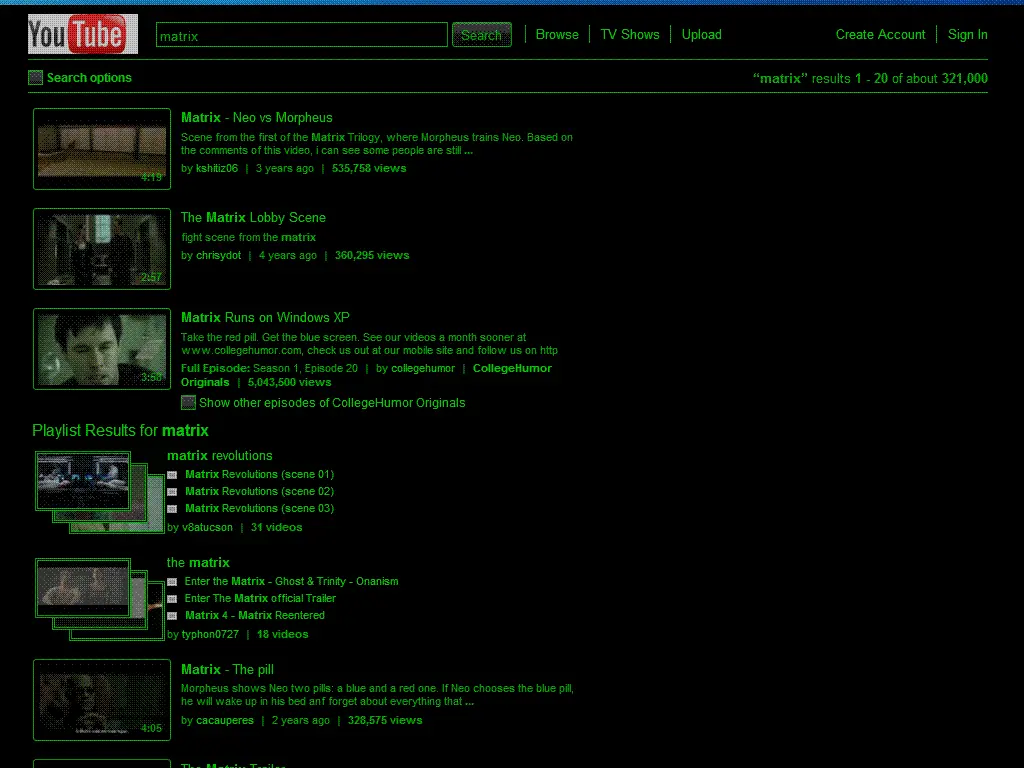 YouTube
matrix
Search
Browse
TV Shows
Upload
Create Account
Sign In
Search options
“matrix” results 1 - 20 of about 321,000
4:19
Matrix - Neo vs Morpheus
Scene from the first of the Matrix Trilogy, where Morpheus trains Neo. Based on
the comments of this video, i can see some people are still ...
by kshitiz06 | 3 years ago | 535,758 views
2:57
The Matrix Lobby Scene
fight scene from the matrix
by chrisydot | 4 years ago | 360,295 views
3:58
Matrix Runs on Windows XP
Take the red pill. Get the blue screen. See our videos a month sooner at
www.collegehumor.com, check us out at our mobile site and follow us on http
Full Episode: Season 1, Episode 20 | by collegehumor | CollegeHumor
Originals | 5,043,500 views
Show other episodes of CollegeHumor Originals
Playlist Results for matrix
matrix revolutions
Matrix Revolutions (scene 01)
Matrix Revolutions (scene 02)
Matrix Revolutions (scene 03)
by v8atucson | 31 videos
the matrix
Enter the Matrix - Ghost & Trinity - Onanism
Enter The Matrix official Trailer
Matrix 4 - Matrix Reentered
by typhon0727 | 18 videos
4:05
Matrix - The pill
Morpheus shows Neo two pills: a blue and a red one. If Neo chooses the blue pill,
he will wake up in his bed anf forget about everything that ...
by cacauperes | 2 years ago | 328,575 views
The Matrix Trailer